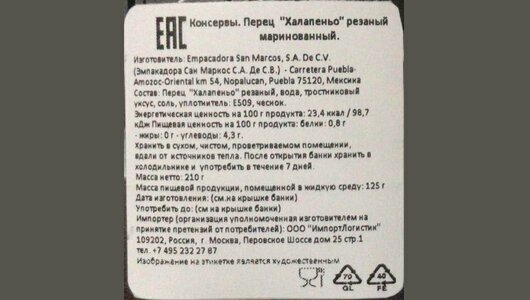 EAC Консервы. Перец "Халапеньо" резаный
маринованный.
Изготовитель: Empacadora San Marcos, S.A. De C.V.
(Эмпакадора Сан Маркос С.А. Де С.В.) - Carretera Puebla-
Amozoc-Oriental km 54, Nopalucan, Puebla 75120, Мексика
Состав: Перец "Халапеньо" резаный, вода, тростниковый
уксус, соль, уплотнитель: Е509, чеснок.
Энергетическая ценность на 100 г продукта: 23,4 ккал / 98,7
кДж Пищевая ценность на 100 г продукта: белки: 0,8 г
- жиры: 0 г - углеводы: 4,3 г.
Хранить в сухом, чистом, проветриваемом помещении,
вдали от источников тепла. После открытия банки хранить в
холодильнике и употребить в течение 7 дней.
Масса нетто: 210 г
Масса пищевой продукции, помещенной в жидкую среду: 125 г
Дата изготовления: (см на крышке банки)
Употребить до: (см на крышке банки)
Импортер (организация уполномоченная изготовителем на
принятие претензий от потребителей): ООО "ИмпортЛогистик"
109202, Россия, г. Москва, Перовское Шоссе дом 25 стр.1
тел. +7 495 232 27 87
Изображение на этикетке является художественным
70 40
GL FE